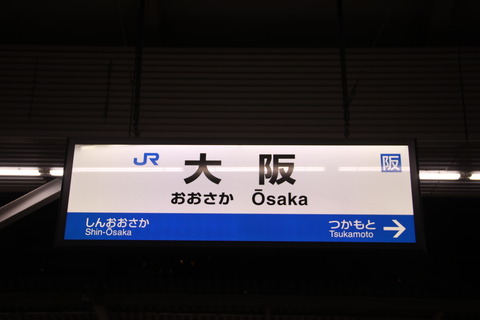 JR 大阪 阪
おおさか Ōsaka
しんおおさか つかもと →
Shin-Ōsaka Tsukamoto